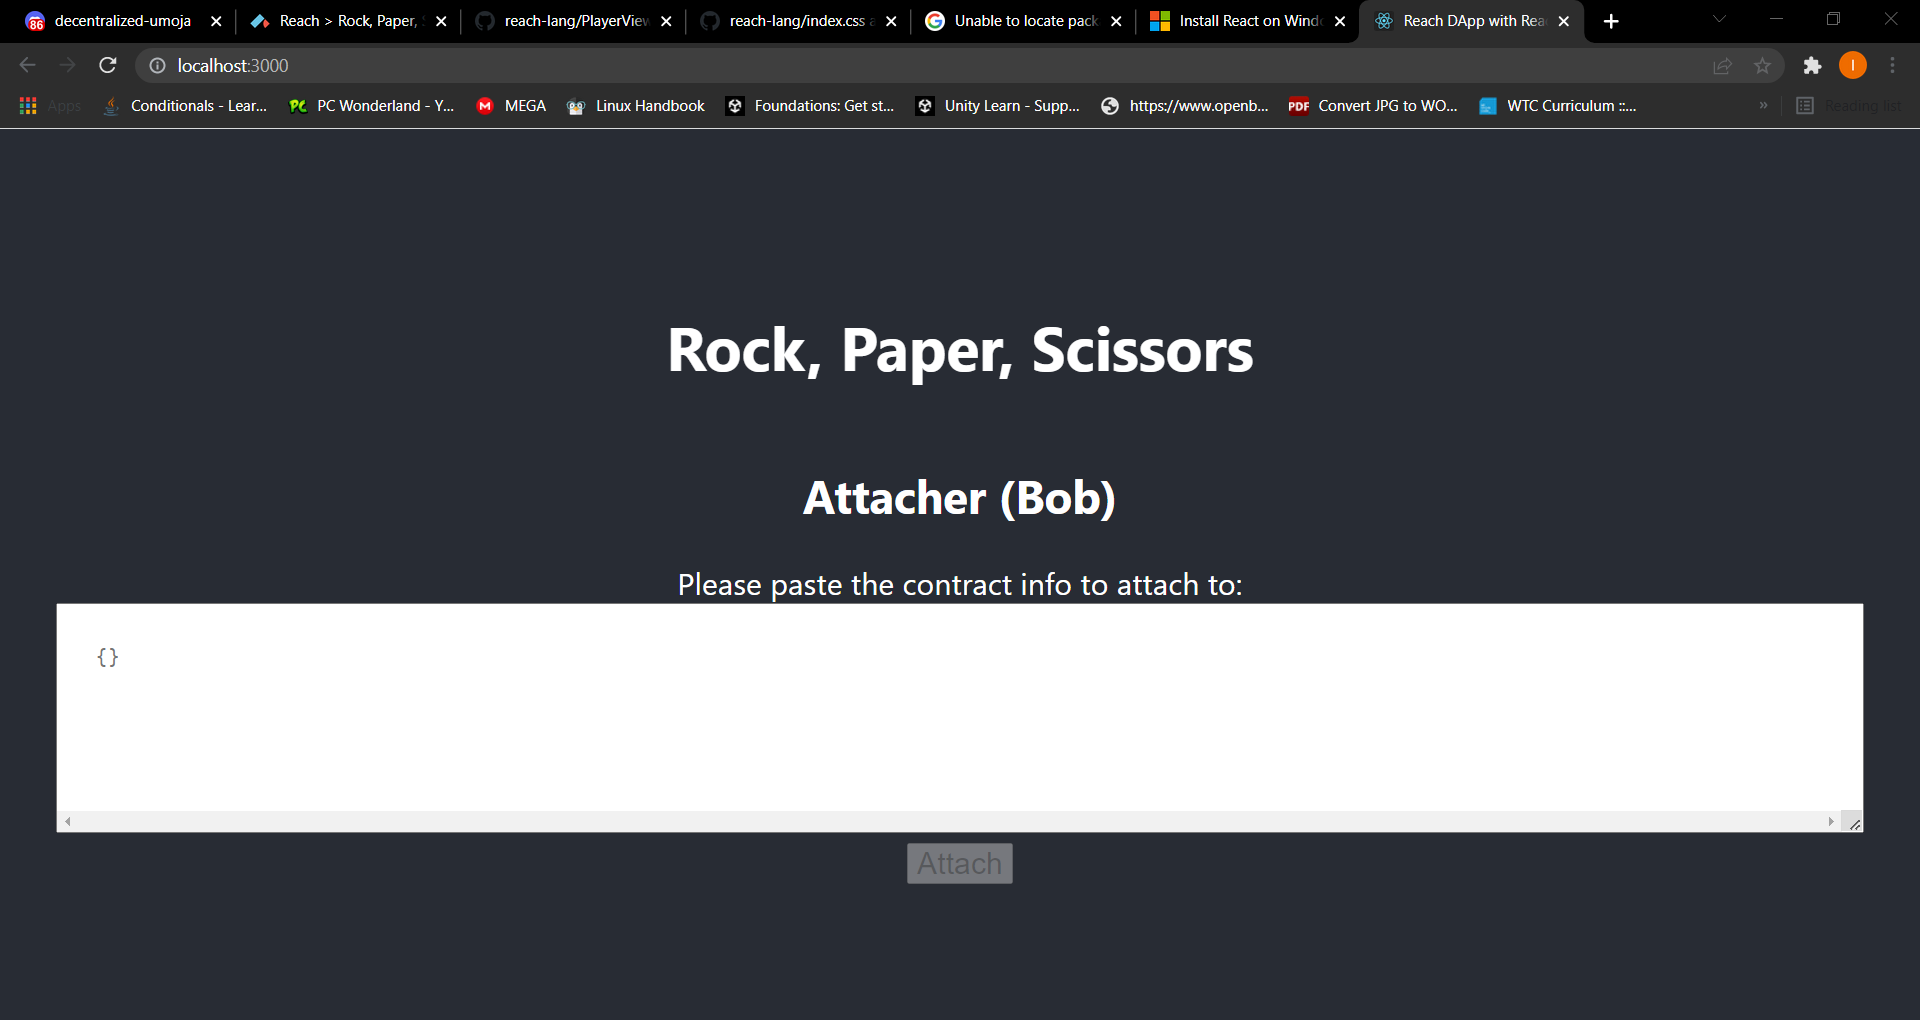 86 decentralized-umoja
Reach > Rock, Paper,
reach-lang/PlayerView
reach-lang/index.css a
Unable to locate pack
Install React on Windo
Reach DApp with Rea
localhost:3000
I
Apps
Conditionals - Lear...
PC Wonderland - Y...
M MEGA
Linux Handbook
Foundations: Get st...
Unity Learn - Supp...
https://www.openb...
PDF Convert JPG to WO...
WTC Curriculum ::...
»
Reading list
Rock, Paper, Scissors
Attacher (Bob)
Please paste the contract info to attach to:
{}
Attach